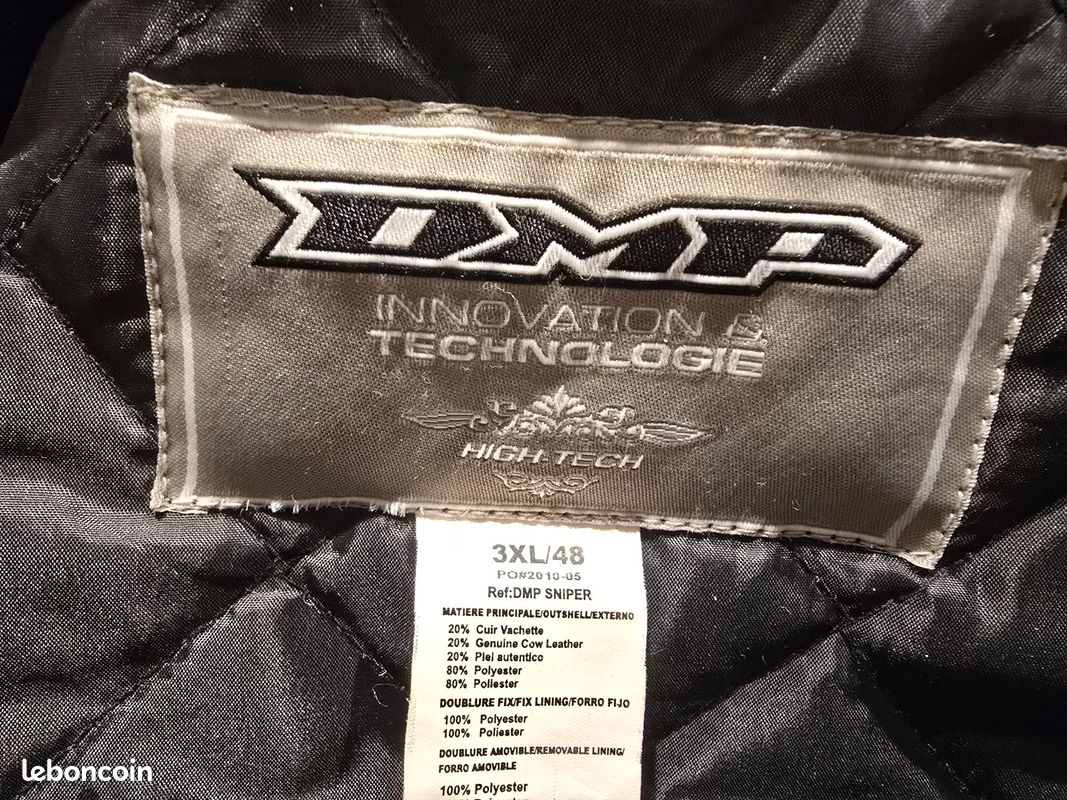 DMP
INNOVATION &
TECHNOLOGIE
HIGH-TECH
3XL/48
PO#2010-05
Ref:DMP SNIPER
MATIERE PRINCIPALE/OUTSHELL/EXTERNO
20% Cuir Vachette
20% Genuine Cow Leather
20% Piel autentico
80% Polyester
80% Poliester
DOUBLURE FIX/FIX LINING/FORRO FIJO
100% Polyester
100% Poliester
DOUBLURE AMOVIBLE/REMOVABLE LINING/
FORRO AMOVIBLE
100% Polyester
leboncoin